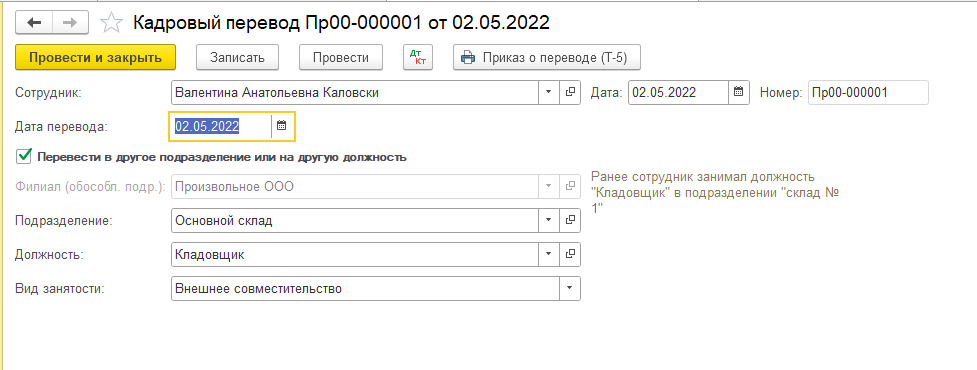 Кадровый перевод Пр00-000001 от 02.05.2022
Провести и закрыть Записать Провести Дт Кт Приказ о переводе (Т-5)
Сотрудник: Валентина Анатольевна Каловски Дата: 02.05.2022 Номер: Пр00-000001
Дата перевода: 02.05.2022
Перевести в другое подразделение или на другую должность
Филиал (обособл. подр.): Произвольное ООО
Ранее сотрудник занимал должность
"Кладовщик" в подразделении "склад №
1"
Подразделение: Основной склад
Должность: Кладовщик
Вид занятости: Внешнее совместительство